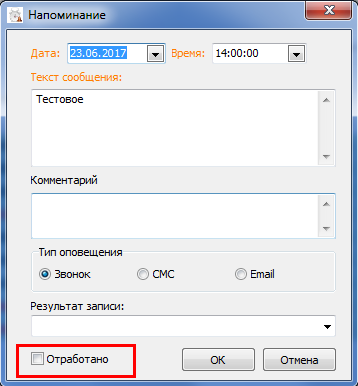 Напоминание
Дата: 23.06.2017 Время: 14:00:00
Текст сообщения:
Тестовое
Комментарий
Тип оповещения
Звонок СМС Email
Результат записи:
Отработано ОК Отмена